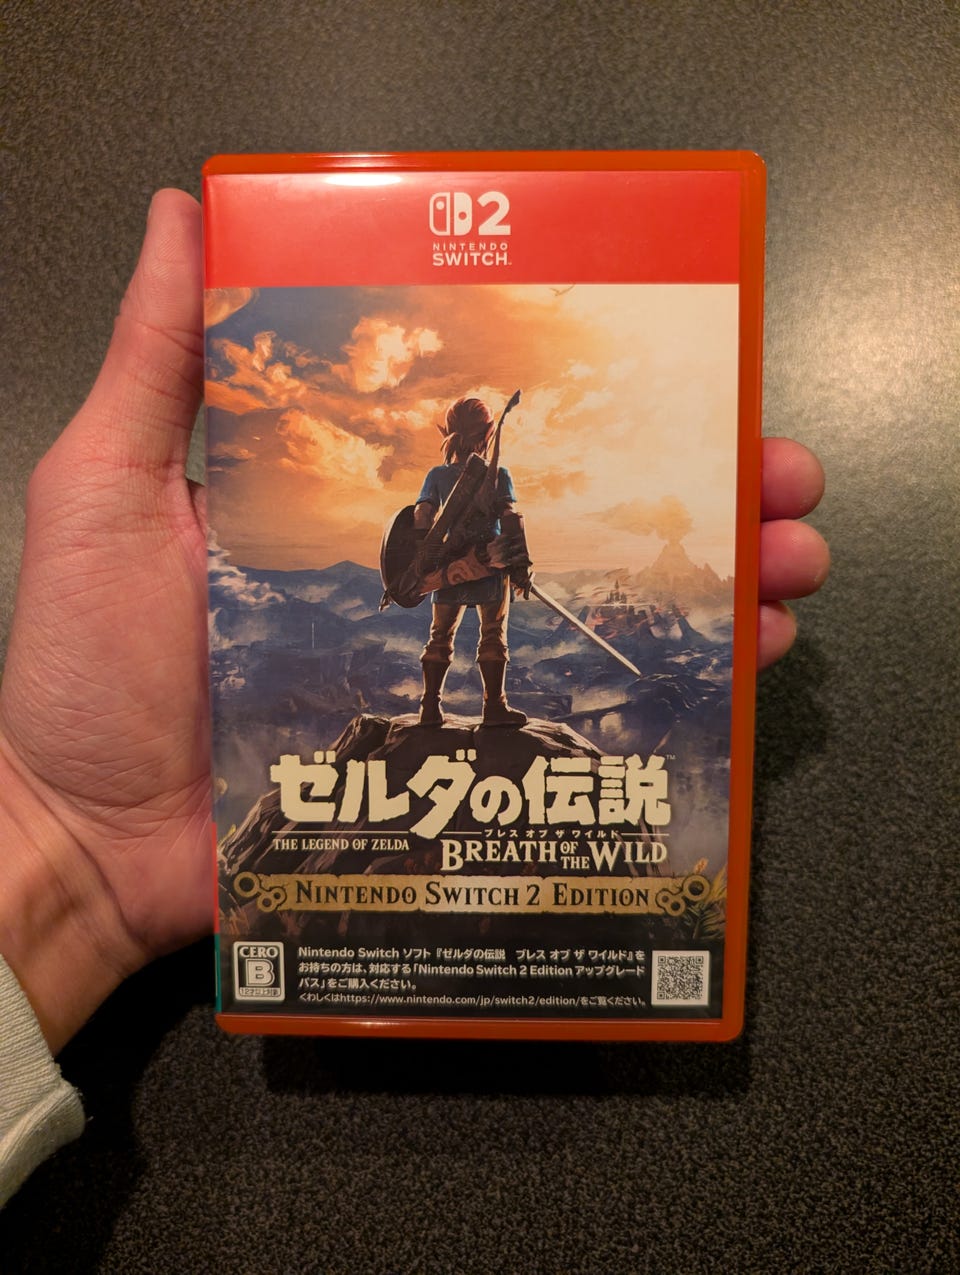 2
NINTENDO
SWITCH™
ゼルダの伝説™
ブレス オブ ザ ワイルド
THE LEGEND OF ZELDA
BREATH OF THE WILD
NINTENDO SWITCH 2 EDITION
CERO
B
12才以上対象
Nintendo Switch ソフト『ゼルダの伝説　ブレス オブ ザ ワイルド』を
お持ちの方は、対応する「Nintendo Switch 2 Edition アップグレード
パス」をご購入ください。
くわしくはhttps://www.nintendo.com/jp/switch2/edition/をご覧ください。